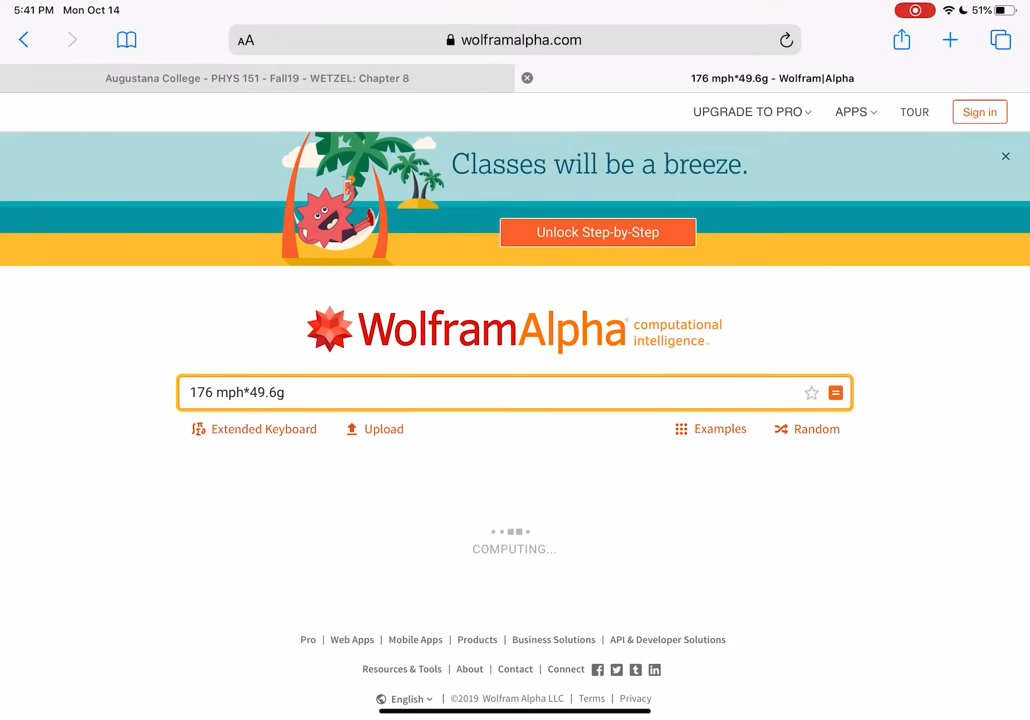 5:41 PM Mon Oct 14 51%
AA wolframalpha.com
Augustana College - PHYS 151 - Fall19 - WETZEL: Chapter 8 176 mph*49.6g - Wolfram|Alpha
UPGRADE TO PRO APPS TOUR Sign in
Classes will be a breeze.
Unlock Step-by-Step
WolframAlpha computational intelligence.
176 mph*49.6g
Extended Keyboard Upload Examples Random
COMPUTING...
Pro | Web Apps | Mobile Apps | Products | Business Solutions | API & Developer Solutions
Resources & Tools | About | Contact | Connect
English | ©2019 Wolfram Alpha LLC | Terms | Privacy